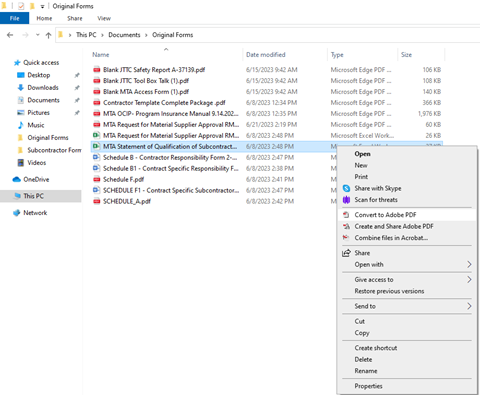 Original Forms
File Home Share View
This PC Documents Original Forms
Name Date modified Type Size
Quick access
Desktop
Downloads
Documents
Pictures
Music
Original Forms
Subcontractor Form
Videos
OneDrive
This PC
Network
Blank JTTC Safety Report A-37139.pdf 6/15/2023 9:42 AM Microsoft Edge PDF ... 106 KB
Blank JTTC Tool Box Talk (1).pdf 6/15/2023 9:42 AM Microsoft Edge PDF ... 108 KB
Blank MTA Access Form (1).pdf 6/15/2023 9:42 AM Microsoft Edge PDF ... 140 KB
Contractor Template Complete Package .pdf 6/8/2023 12:34 PM Microsoft Edge PDF ... 366 KB
MTA OCIP- Program Insurance Manual 9.14.202... 6/8/2023 12:35 PM Microsoft Edge PDF ... 1,976 KB
MTA Request for Material Supplier Approval RM... 6/21/2023 2:19 PM Microsoft Edge PDF ... 60 KB
MTA Request for Material Supplier Approval RM... 6/8/2023 2:48 PM Microsoft Excel Work... 26 KB
MTA Statement of Qualification of Subcontract... 6/8/2023 2:48 PM
Schedule B - Contractor Responsibility Form 2-... 6/8/2023 2:48 PM
Schedule B1 - Contract Specific Responsibility F... 6/8/2023 2:38 PM
Schedule F.pdf 6/8/2023 2:41 PM
SCHEDULE F1 - Contract Specific Subcontractor... 6/8/2023 2:40 PM
SCHEDULE_A.pdf 6/8/2023 2:42 PM
Open
New
Print
Share with Skype
Scan for threats
Convert to Adobe PDF
Create and Share Adobe PDF
Combine files in Acrobat...
Share
Open with
Give access to
Restore previous versions
Send to
Cut
Copy
Create shortcut
Delete
Rename
Properties